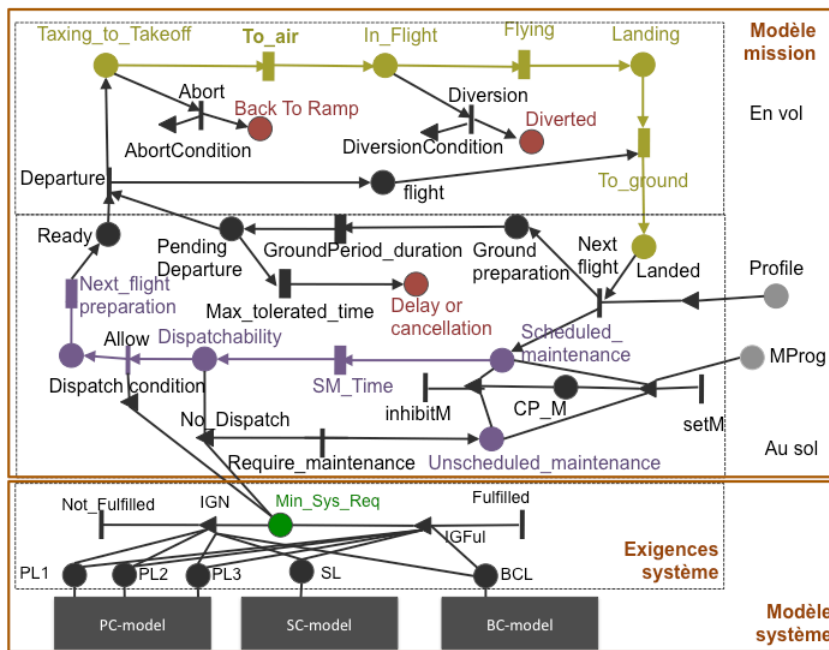 Taxing_to_Takeoff
To_air
In_Flight
Flying
Landing
Modèle
mission
Abort
Back To Ramp
AbortCondition
Diversion
Diverted
DiversionCondition
En vol
Departure
flight
To_ground
Ready
Pending
Departure
GroundPeriod_duration
Ground
preparation
Next
flight
Landed
Profile
Next_flight
preparation
Max_tolerated_time
Delay or
cancellation
Allow
Dispatchability
Scheduled_
maintenance
MProg
Dispatch condition
SM_Time
inhibitM
CP_M
setM
No_Dispatch
Require_maintenance
Unscheduled_maintenance
Au sol
Not_Fulfilled
IGN
Min_Sys_Req
Fulfilled
IGFul
Exigences
système
PL1
PL2
PL3
SL
BCL
PC-model
SC-model
BC-model
Modèle
système